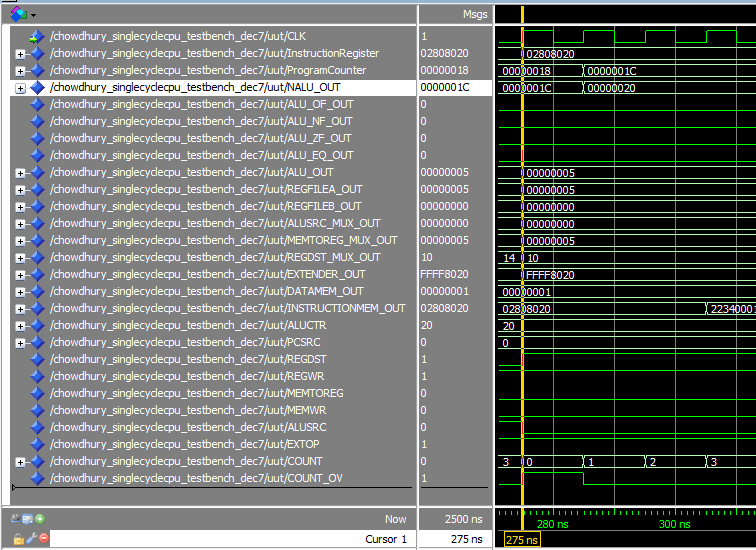 Msgs
/chowdhury_singlecyclecpu_testbench_dec7/uut/CLK 1
/chowdhury_singlecyclecpu_testbench_dec7/uut/InstructionRegister 02808020 02808020
/chowdhury_singlecyclecpu_testbench_dec7/uut/ProgramCounter 00000018 00000018 0000001C
/chowdhury_singlecyclecpu_testbench_dec7/uut/NALU_OUT 0000001C 0000001C 00000020
/chowdhury_singlecyclecpu_testbench_dec7/uut/ALU_OF_OUT 0
/chowdhury_singlecyclecpu_testbench_dec7/uut/ALU_NF_OUT 0
/chowdhury_singlecyclecpu_testbench_dec7/uut/ALU_ZF_OUT 0
/chowdhury_singlecyclecpu_testbench_dec7/uut/ALU_EQ_OUT 0
/chowdhury_singlecyclecpu_testbench_dec7/uut/ALU_OUT 00000005 00000005
/chowdhury_singlecyclecpu_testbench_dec7/uut/REGFILEA_OUT 00000005 00000005
/chowdhury_singlecyclecpu_testbench_dec7/uut/REGFILEB_OUT 00000000 00000000
/chowdhury_singlecyclecpu_testbench_dec7/uut/ALUSRC_MUX_OUT 00000000 00000000
/chowdhury_singlecyclecpu_testbench_dec7/uut/MEMTOREG_MUX_OUT 00000005 00000005
/chowdhury_singlecyclecpu_testbench_dec7/uut/REGDST_MUX_OUT 10 14 10
/chowdhury_singlecyclecpu_testbench_dec7/uut/EXTENDER_OUT FFFF8020 FFFF8020
/chowdhury_singlecyclecpu_testbench_dec7/uut/DATAMEM_OUT 00000001 00000001
/chowdhury_singlecyclecpu_testbench_dec7/uut/INSTRUCTIONMEM_OUT 02808020 02808020 22340001
/chowdhury_singlecyclecpu_testbench_dec7/uut/ALUCTR 20 20
/chowdhury_singlecyclecpu_testbench_dec7/uut/PCSRC 0 0
/chowdhury_singlecyclecpu_testbench_dec7/uut/REGDST 1
/chowdhury_singlecyclecpu_testbench_dec7/uut/REGWR 1
/chowdhury_singlecyclecpu_testbench_dec7/uut/MEMTOREG 0
/chowdhury_singlecyclecpu_testbench_dec7/uut/MEMWR 0
/chowdhury_singlecyclecpu_testbench_dec7/uut/ALUSRC 0
/chowdhury_singlecyclecpu_testbench_dec7/uut/EXTOP 1
/chowdhury_singlecyclecpu_testbench_dec7/uut/COUNT 0 3 0 1 2 3
/chowdhury_singlecyclecpu_testbench_dec7/uut/COUNT_OV 1
Now 2500 ns 280 ns 300 ns
Cursor 1 275 ns 275 ns